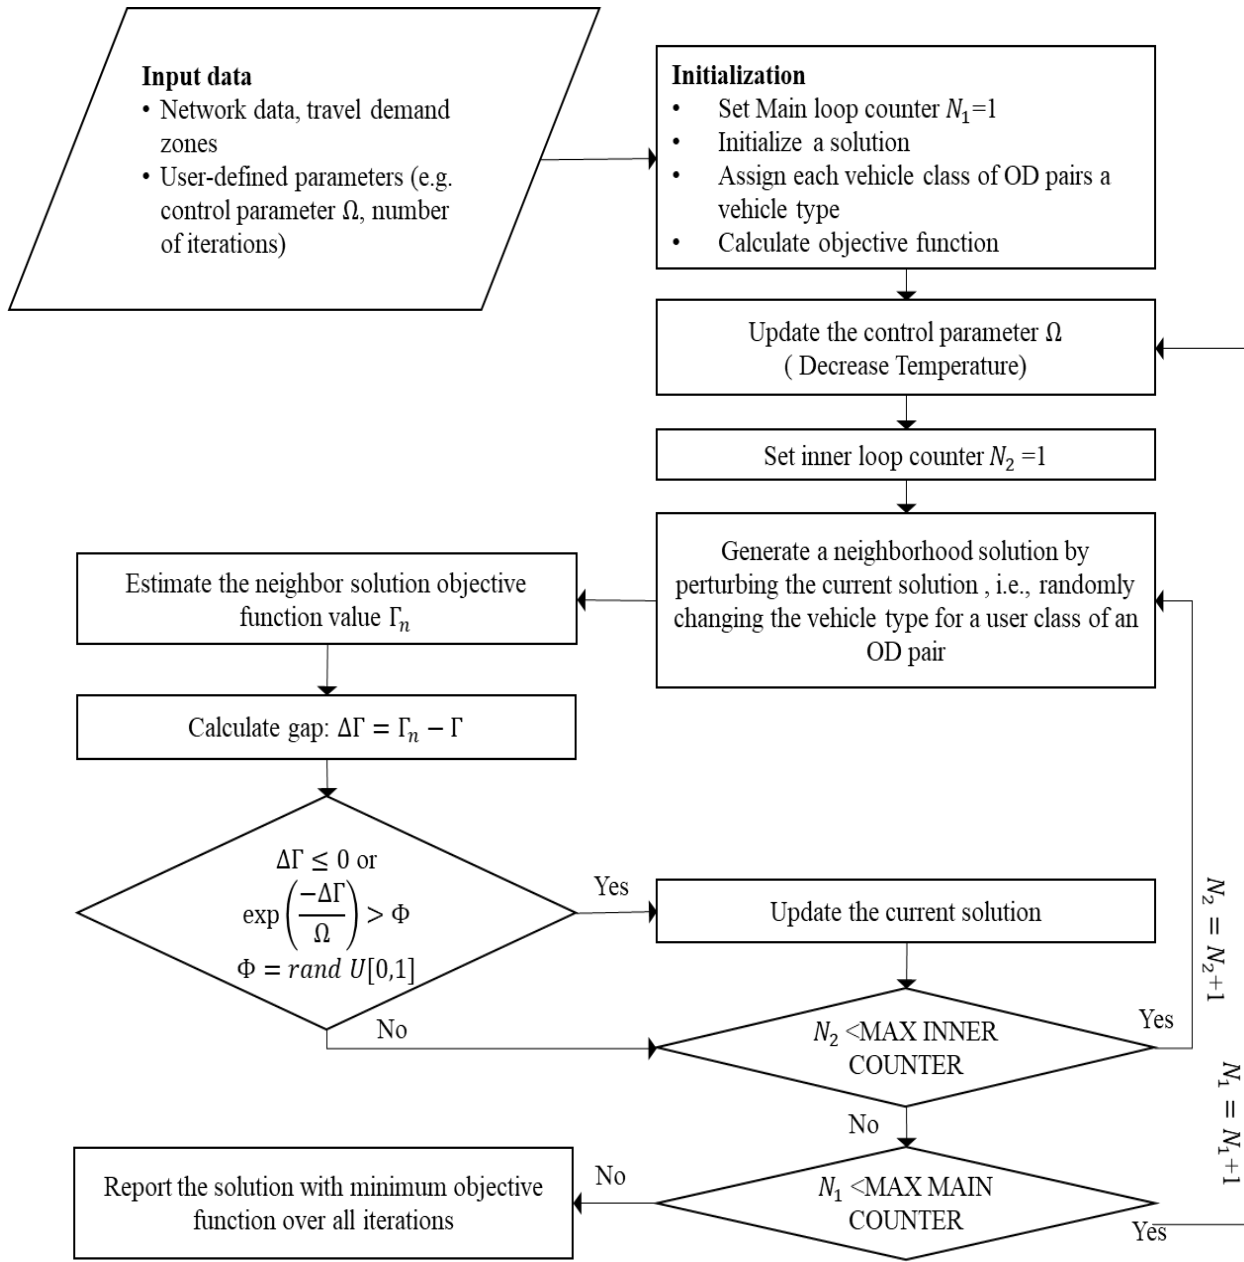 Input data
• Network data, travel demand
zones
• User-defined parameters (e.g.
control parameter Ω, number
of iterations)
Initialization
• Set Main loop counter N₁=1
• Initialize a solution
• Assign each vehicle class of OD pairs a
vehicle type
• Calculate objective function
Update the control parameter Ω
( Decrease Temperature)
Set inner loop counter N₂ =1
Generate a neighborhood solution by
perturbing the current solution , i.e., randomly
changing the vehicle type for a user class of an
OD pair
Estimate the neighbor solution objective
function value Γₙ
Calculate gap: ΔΓ = Γₙ − Γ
ΔΓ ≤ 0 or
exp(−ΔΓ/Ω) > Φ
Φ = rand U[0,1]
Yes
No
Update the current solution
N₂ <MAX INNER
COUNTER
Yes
N₂ = N₂+1
No
N₁ <MAX MAIN
COUNTER
Yes
N₁ = N₁+1
No
Report the solution with minimum objective
function over all iterations